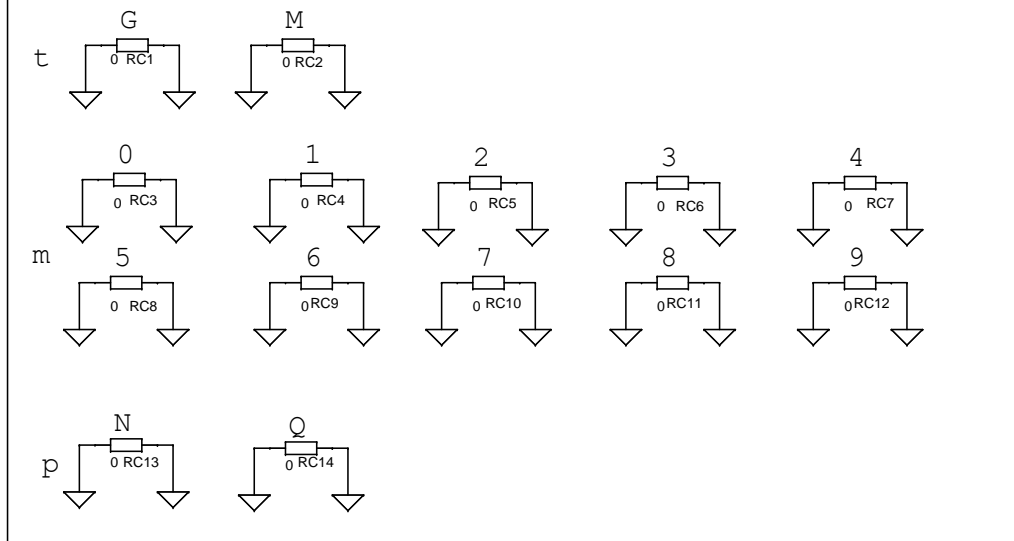 G M
t
0 RC1 0 RC2
0 1 2 3 4
0 RC3 0 RC4 0 RC5 0 RC6 0 RC7
m
5 6 7 8 9
0 RC8 0 RC9 0 RC10 0 RC11 0 RC12
N Q
p
0 RC13 0 RC14